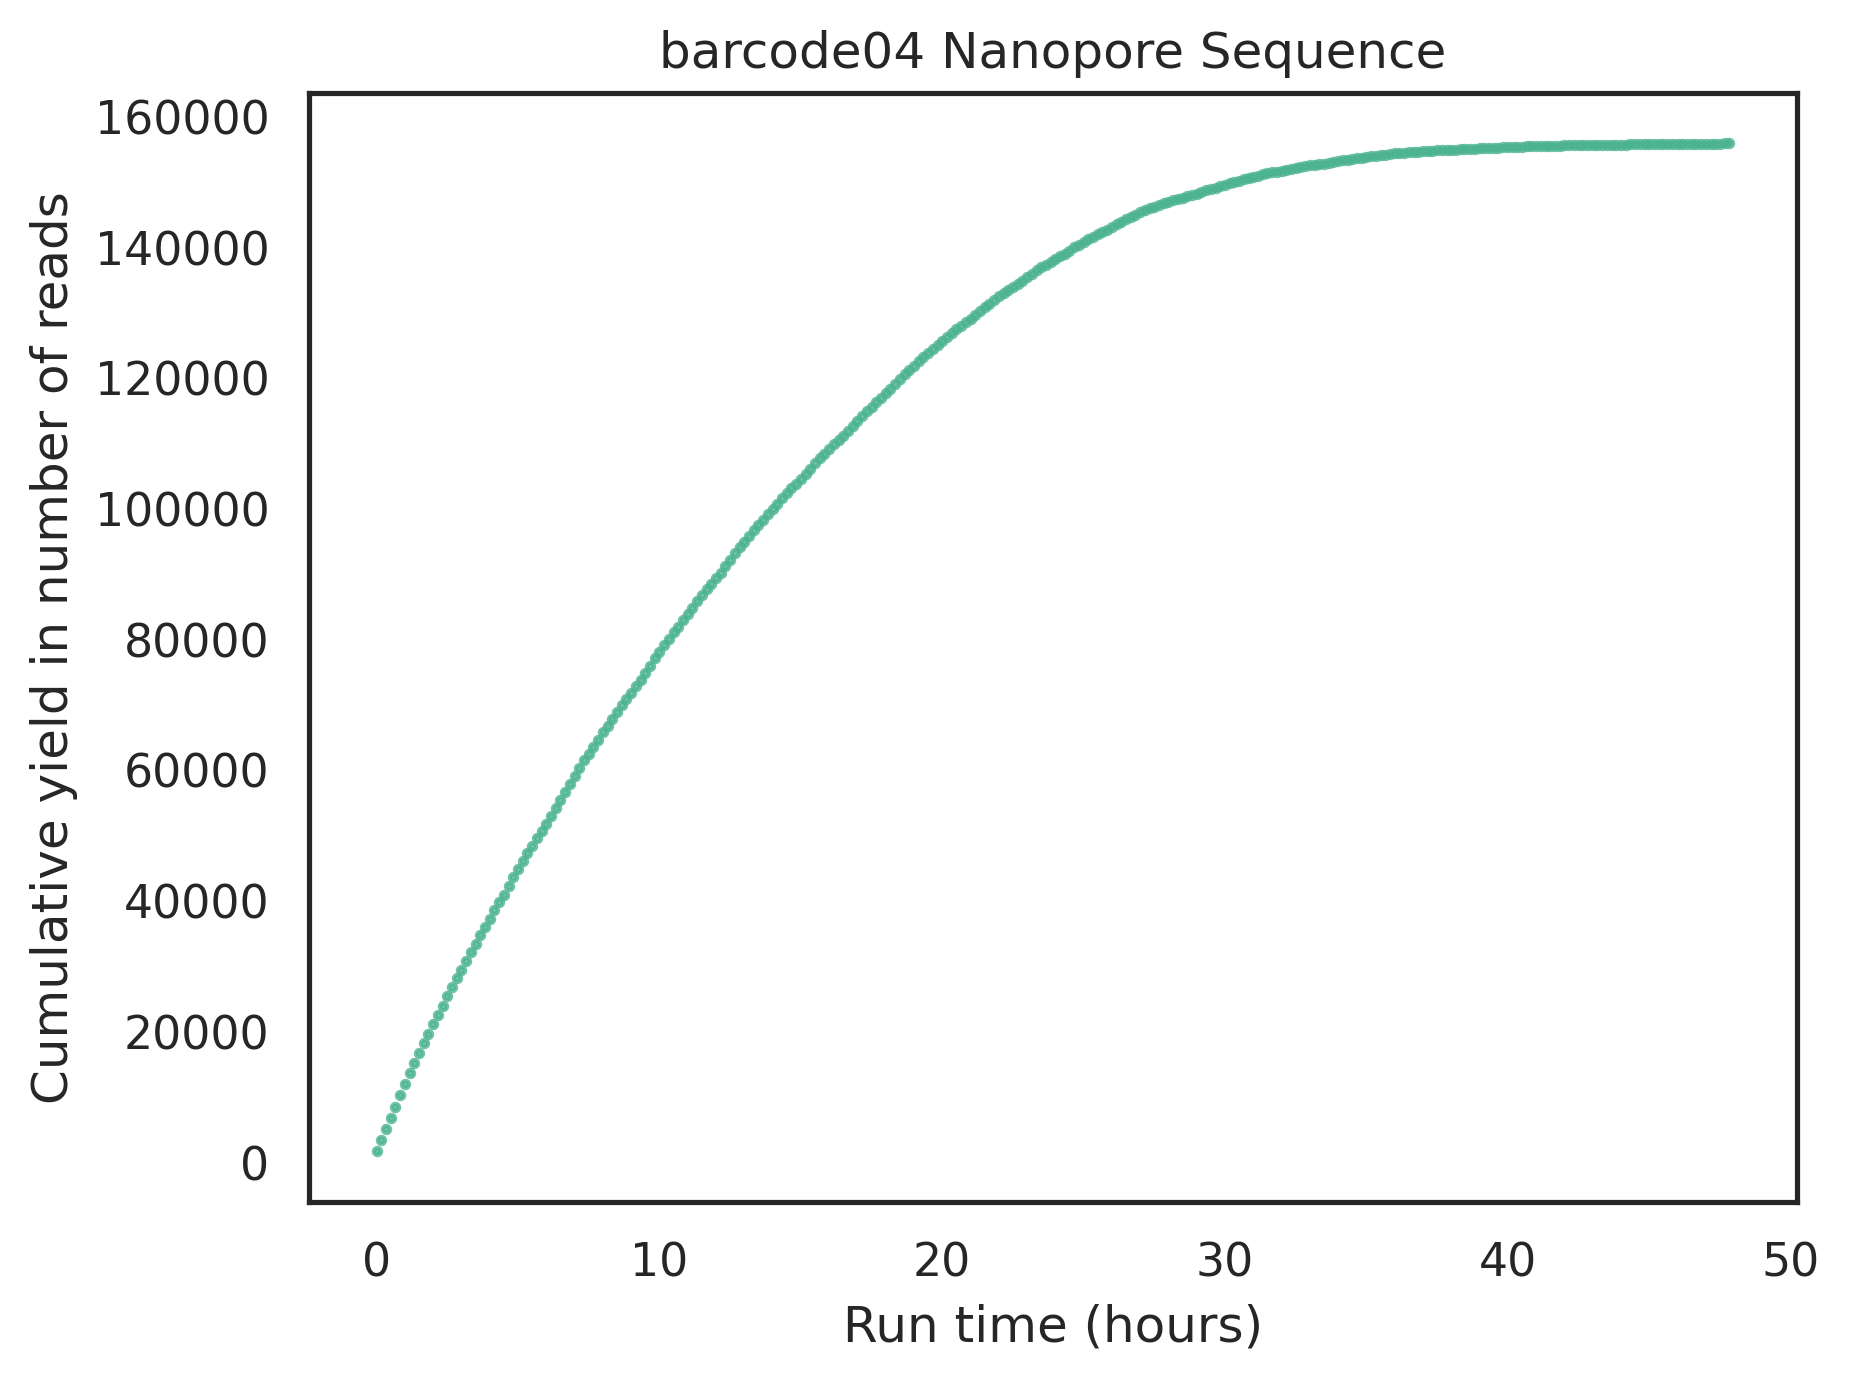 barcode04 Nanopore Sequence
160000
140000
120000
100000
80000
60000
40000
20000
0
Cumulative yield in number of reads
0 10 20 30 40 50
Run time (hours)